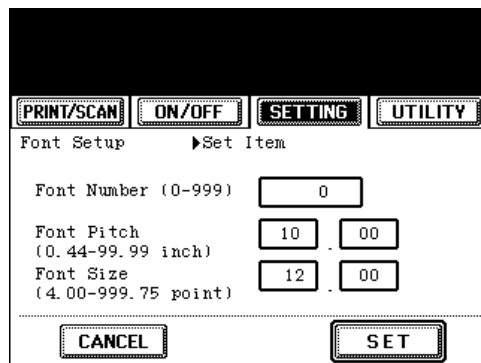 PRINT/SCAN ON/OFF SETTING UTILITY
Font Setup ▶Set Item
Font Number (0-999) 0
Font Pitch 10 . 00
(0.44-99.99 inch)
Font Size 12 . 00
(4.00-999.75 point)
CANCEL SET